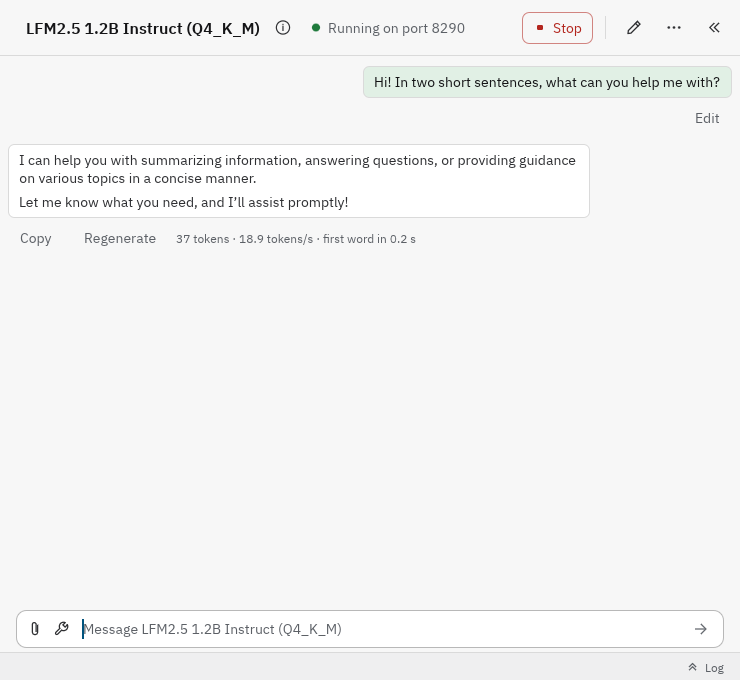 LFM2.5 1.2B Instruct (Q4_K_M)
Running on port 8290
Stop
Hi! In two short sentences, what can you help me with?
Edit
I can help you with summarizing information, answering questions, or providing guidance
on various topics in a concise manner.
Let me know what you need, and I’ll assist promptly!
Copy Regenerate 37 tokens · 18.9 tokens/s · first word in 0.2 s
Message LFM2.5 1.2B Instruct (Q4_K_M)
Log